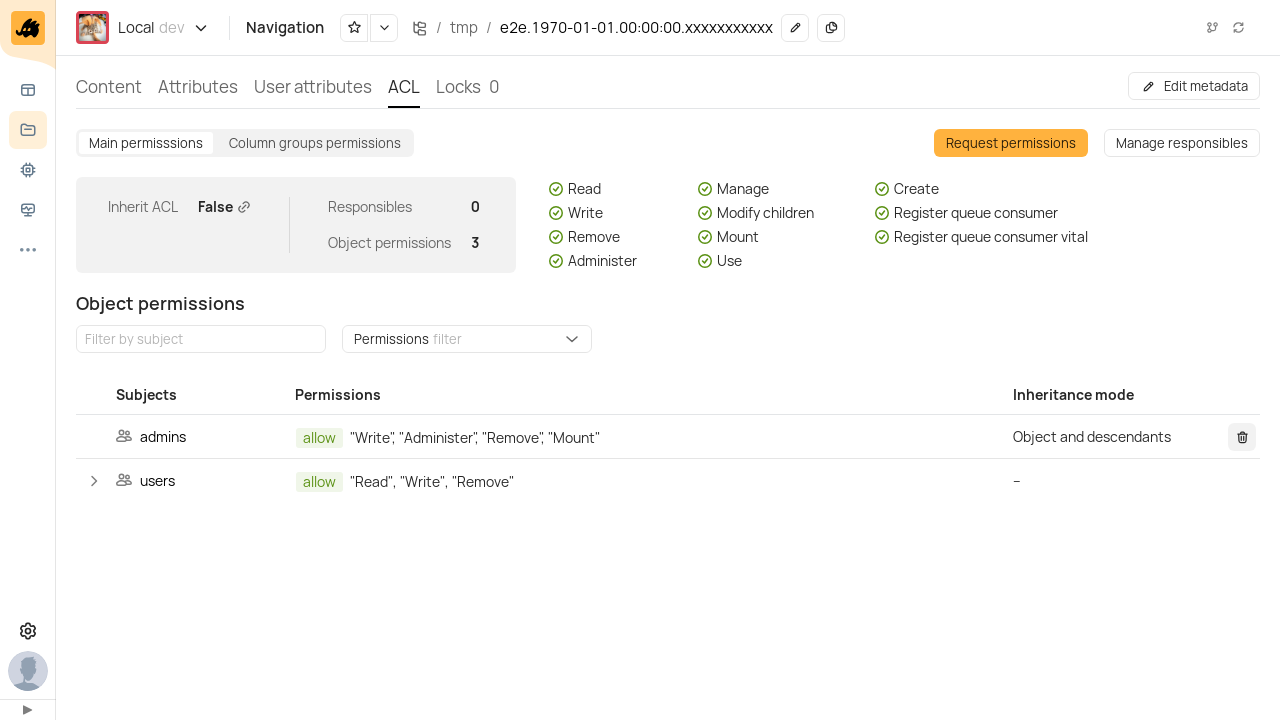 Local dev Navigation / tmp / e2e.1970-01-01.00:00:00.xxxxxxxxxxx
Content Attributes User attributes ACL Locks 0 Edit metadata
Main permisssions Column groups permissions Request permissions Manage responsibles
Inherit ACL False Responsibles 0
Object permissions 3
Read Manage Create
Write Modify children Register queue consumer
Remove Mount Register queue consumer vital
Administer Use
Object permissions
Filter by subject Permissions filter
Subjects Permissions Inheritance mode
admins allow "Write", "Administer", "Remove", "Mount" Object and descendants
users allow "Read", "Write", "Remove" –